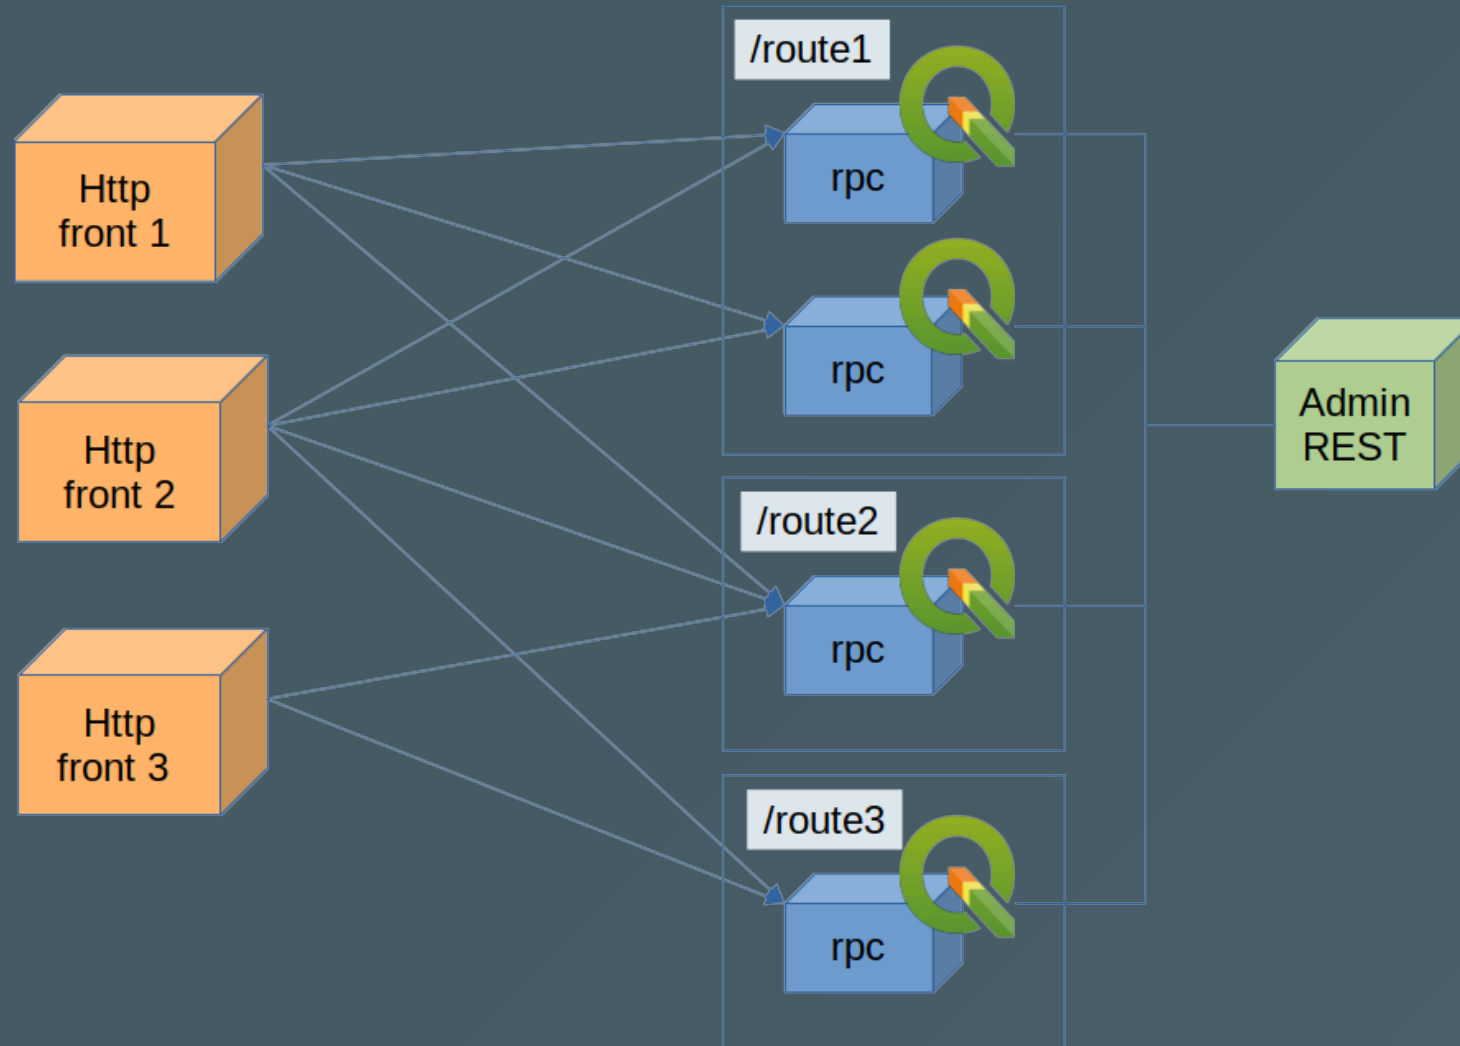 Http
front 1
Http
front 2
Http
front 3
/route1
rpc
rpc
/route2
rpc
/route3
rpc
Admin
REST